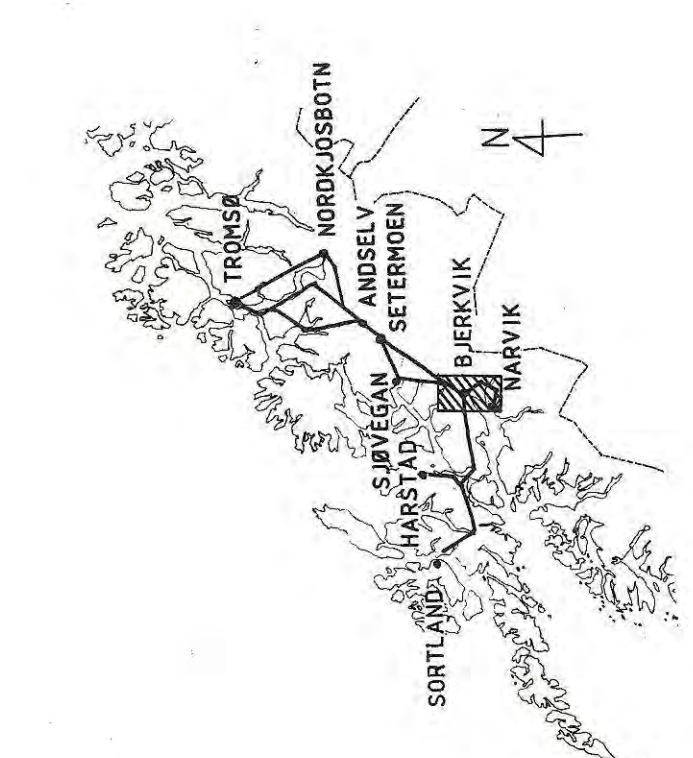 TROMSØ
NORDKJOSBOTN
N
ANDSELV
SETERMOEN
SJØVEGAN
BJERKVIK
HARSTAD
NARVIK
SORTLAND